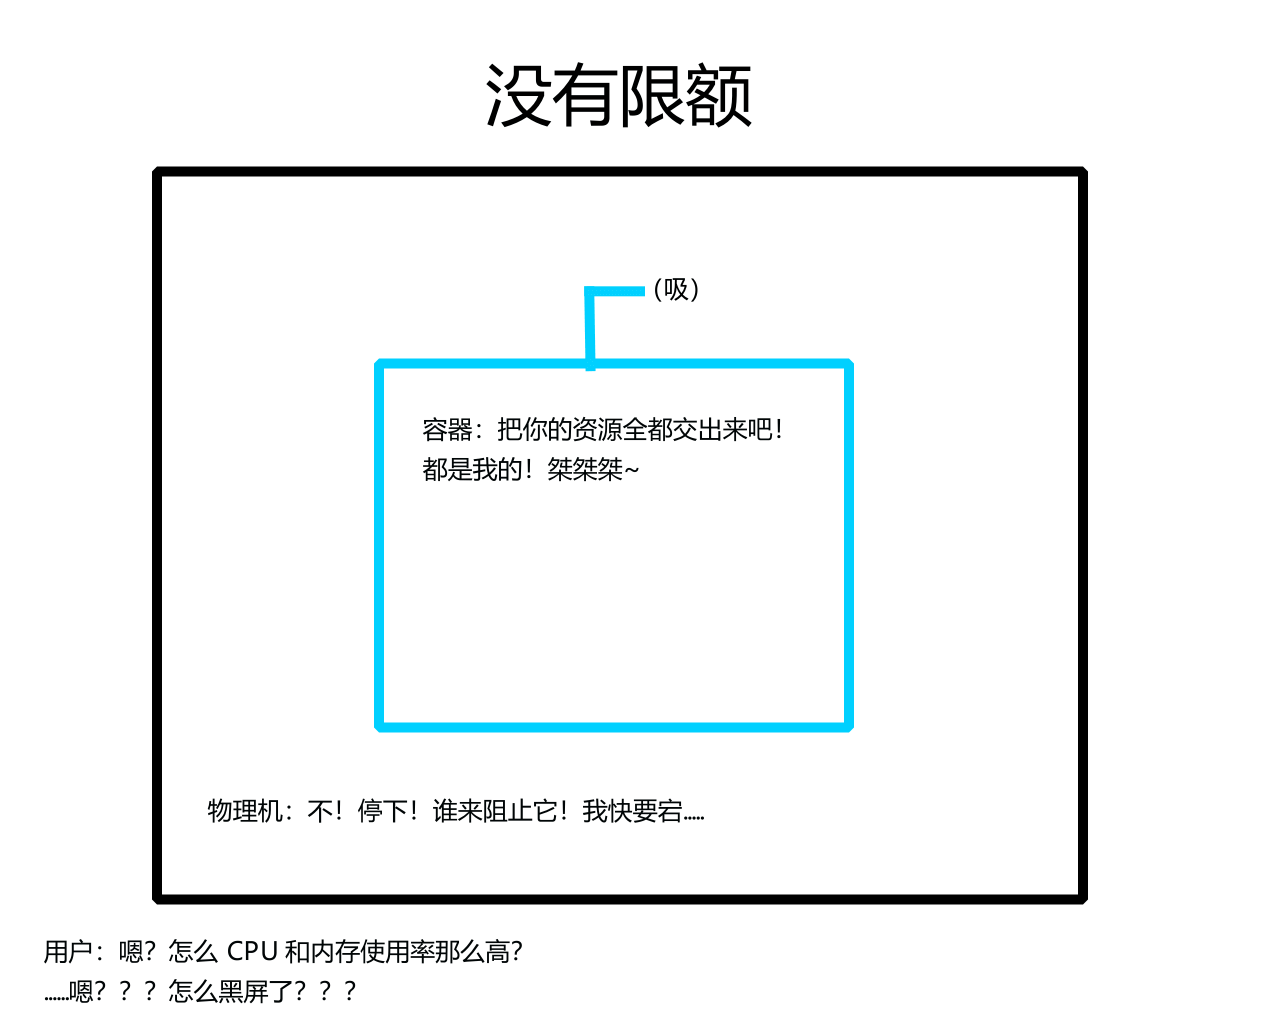 没有限额
（吸）
容器：把你的资源全都交出来吧！
都是我的！桀桀桀~
物理机：不！停下！谁来阻止它！我快要宕.....
用户：嗯？怎么 CPU 和内存使用率那么高？
......嗯？？？怎么黑屏了？？？